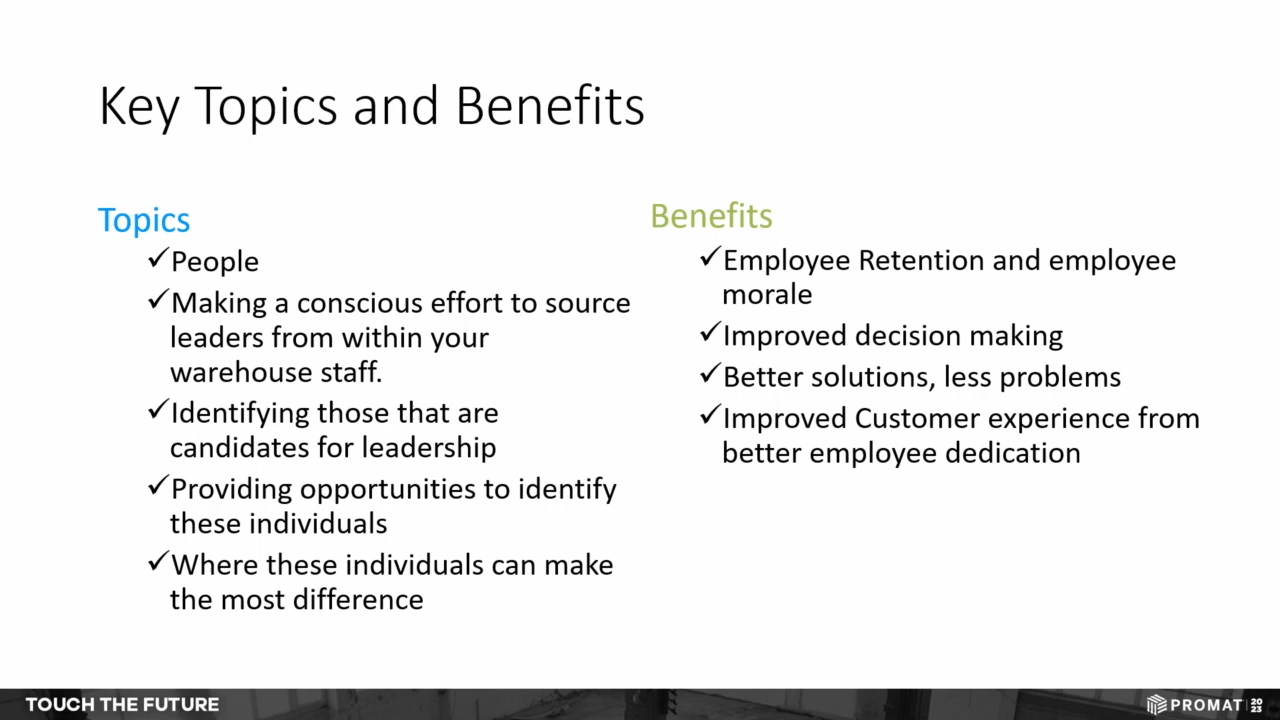 Key Topics and Benefits
Topics
✓People
✓Making a conscious effort to source
leaders from within your
warehouse staff.
✓Identifying those that are
candidates for leadership
✓Providing opportunities to identify
these individuals
✓Where these individuals can make
the most difference
Benefits
✓Employee Retention and employee
morale
✓Improved decision making
✓Better solutions, less problems
✓Improved Customer experience from
better employee dedication
TOUCH THE FUTURE
PROMAT 2023